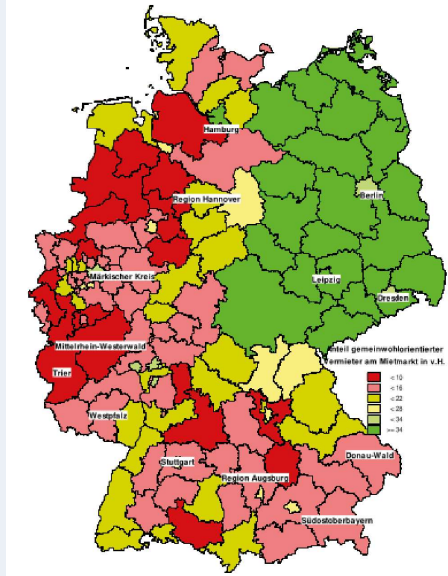 Hamburg
Berlin
Region Hannover
Leipzig
Märkischer Kreis
Dresden
Mittelrhein-Westerwald
Anteil gemeinwohlorientierter
Vermieter am Mietmarkt in v.H.
Trier
< 10
< 16
< 22
< 28
< 34
>= 34
Westpfalz
Donau-Wald
Stuttgart
Region Augsburg
Südostoberbayern